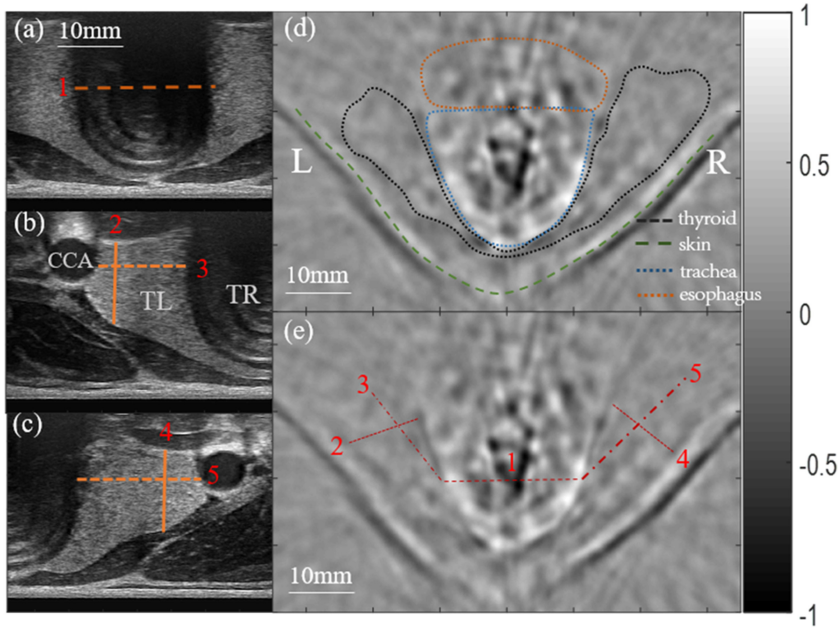 (a)
10mm
1
(b)
2
CCA
3
TL
TR
(c)
4
5
(d)
L
R
thyroid
skin
trachea
esophagus
10mm
(e)
3
5
2
1
4
10mm
1
0.5
0
-0.5
-1